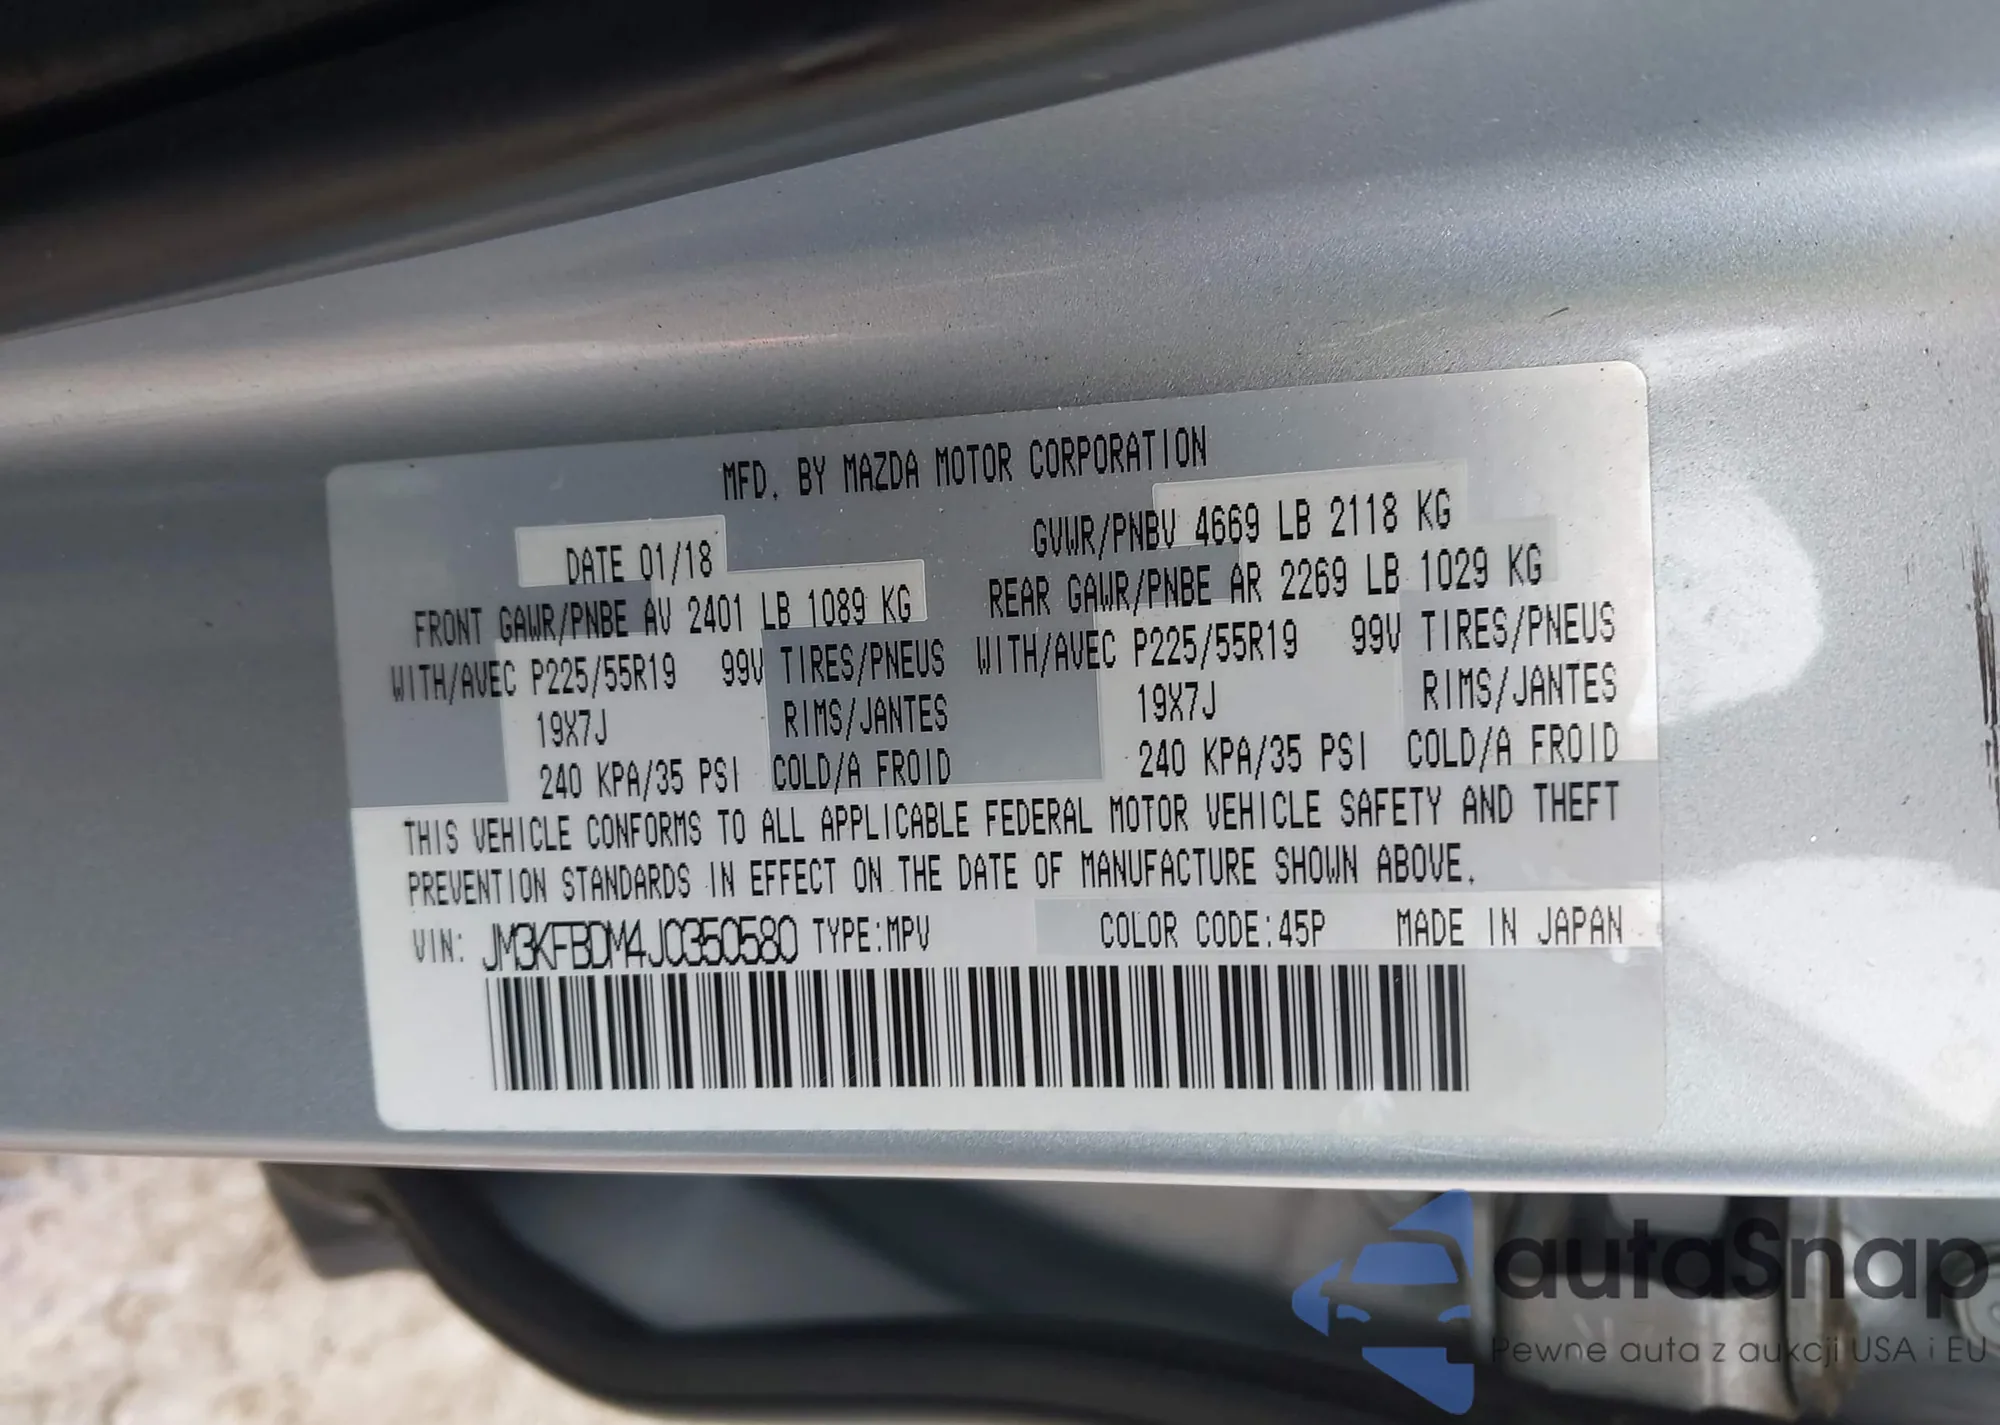 MFD. BY MAZDA MOTOR CORPORATION
DATE 01/18
GVWR/PNBV 4669 LB 2118 KG
FRONT GAWR/PNBE AV 2401 LB 1089 KG
REAR GAWR/PNBE AR 2269 LB 1029 KG
WITH/AVEC P225/55R19 99V TIRES/PNEUS WITH/AVEC P225/55R19 99V TIRES/PNEUS
19X7J RIMS/JANTES 19X7J RIMS/JANTES
240 KPA/35 PSI COLD/A FROID 240 KPA/35 PSI COLD/A FROID
THIS VEHICLE CONFORMS TO ALL APPLICABLE FEDERAL MOTOR VEHICLE SAFETY AND THEFT
PREVENTION STANDARDS IN EFFECT ON THE DATE OF MANUFACTURE SHOWN ABOVE.
VIN: JM3KFBDM4J0350580 TYPE:MPV COLOR CODE:45P MADE IN JAPAN
autaSnap
Pewne auta z aukcji USA i EU